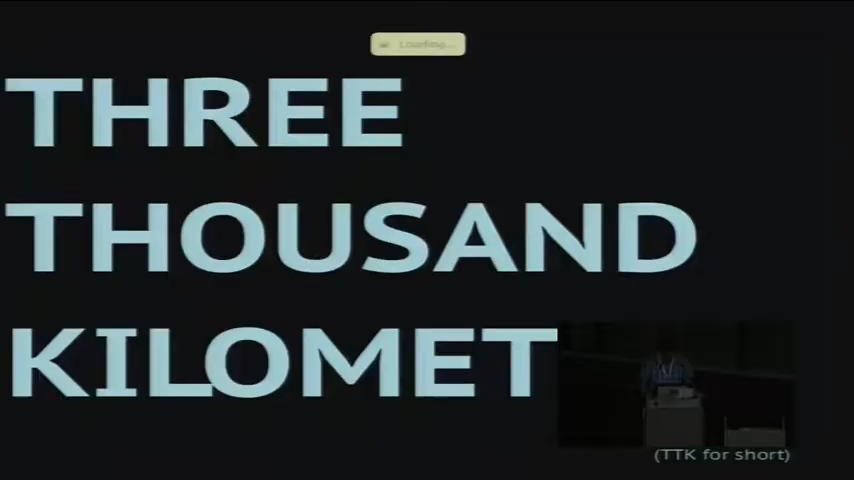 Loading...
THREE
THOUSAND
KILOMET
(TTK for short)